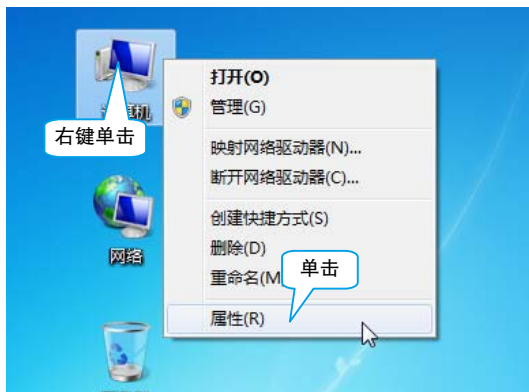 右键单击
网络
打开(O)
管理(G)
映射网络驱动器(N)...
断开网络驱动器(C)...
创建快捷方式(S)
删除(D)
重命名(M
单击
属性(R)